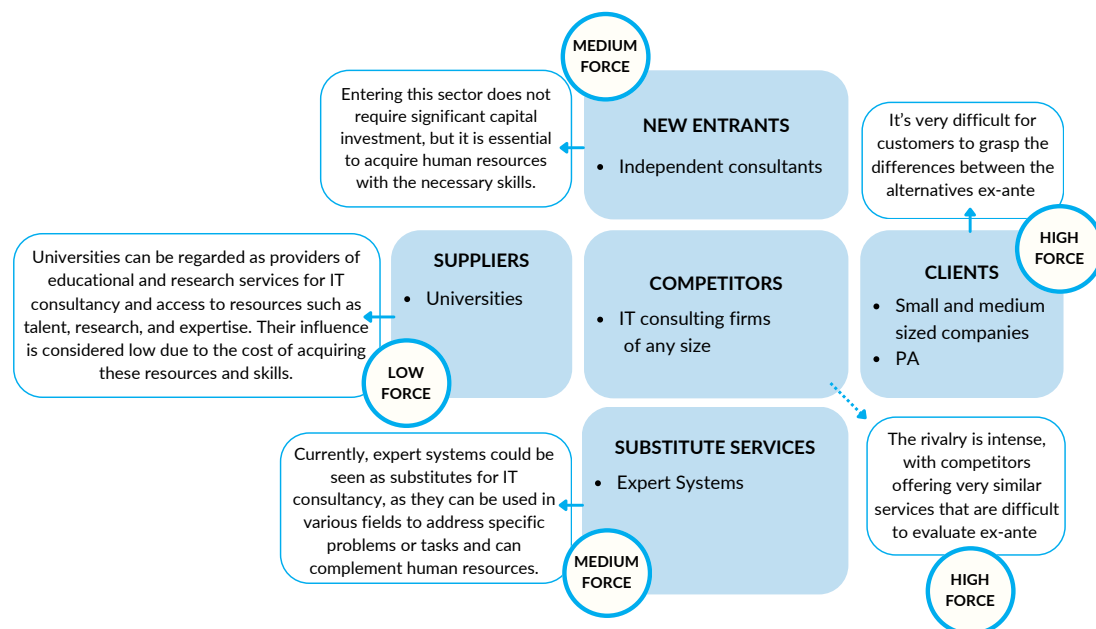 MEDIUM
FORCE
Entering this sector does not
require significant capital
investment, but it is essential
to acquire human resources
with the necessary skills.
NEW ENTRANTS
• Independent consultants
It's very difficult for
customers to grasp the
differences between the
alternatives ex-ante
HIGH
FORCE
Universities can be regarded as providers of
educational and research services for IT
consultancy and access to resources such as
talent, research, and expertise. Their influence
is considered low due to the cost of acquiring
these resources and skills.
LOW
FORCE
SUPPLIERS
• Universities
COMPETITORS
• IT consulting firms
of any size
CLIENTS
• Small and medium
sized companies
• PA
Currently, expert systems could be
seen as substitutes for IT
consultancy, as they can be used in
various fields to address specific
problems or tasks and can
complement human resources.
MEDIUM
FORCE
SUBSTITUTE SERVICES
• Expert Systems
The rivalry is intense,
with competitors
offering very similar
services that are difficult
to evaluate ex-ante
HIGH
FORCE